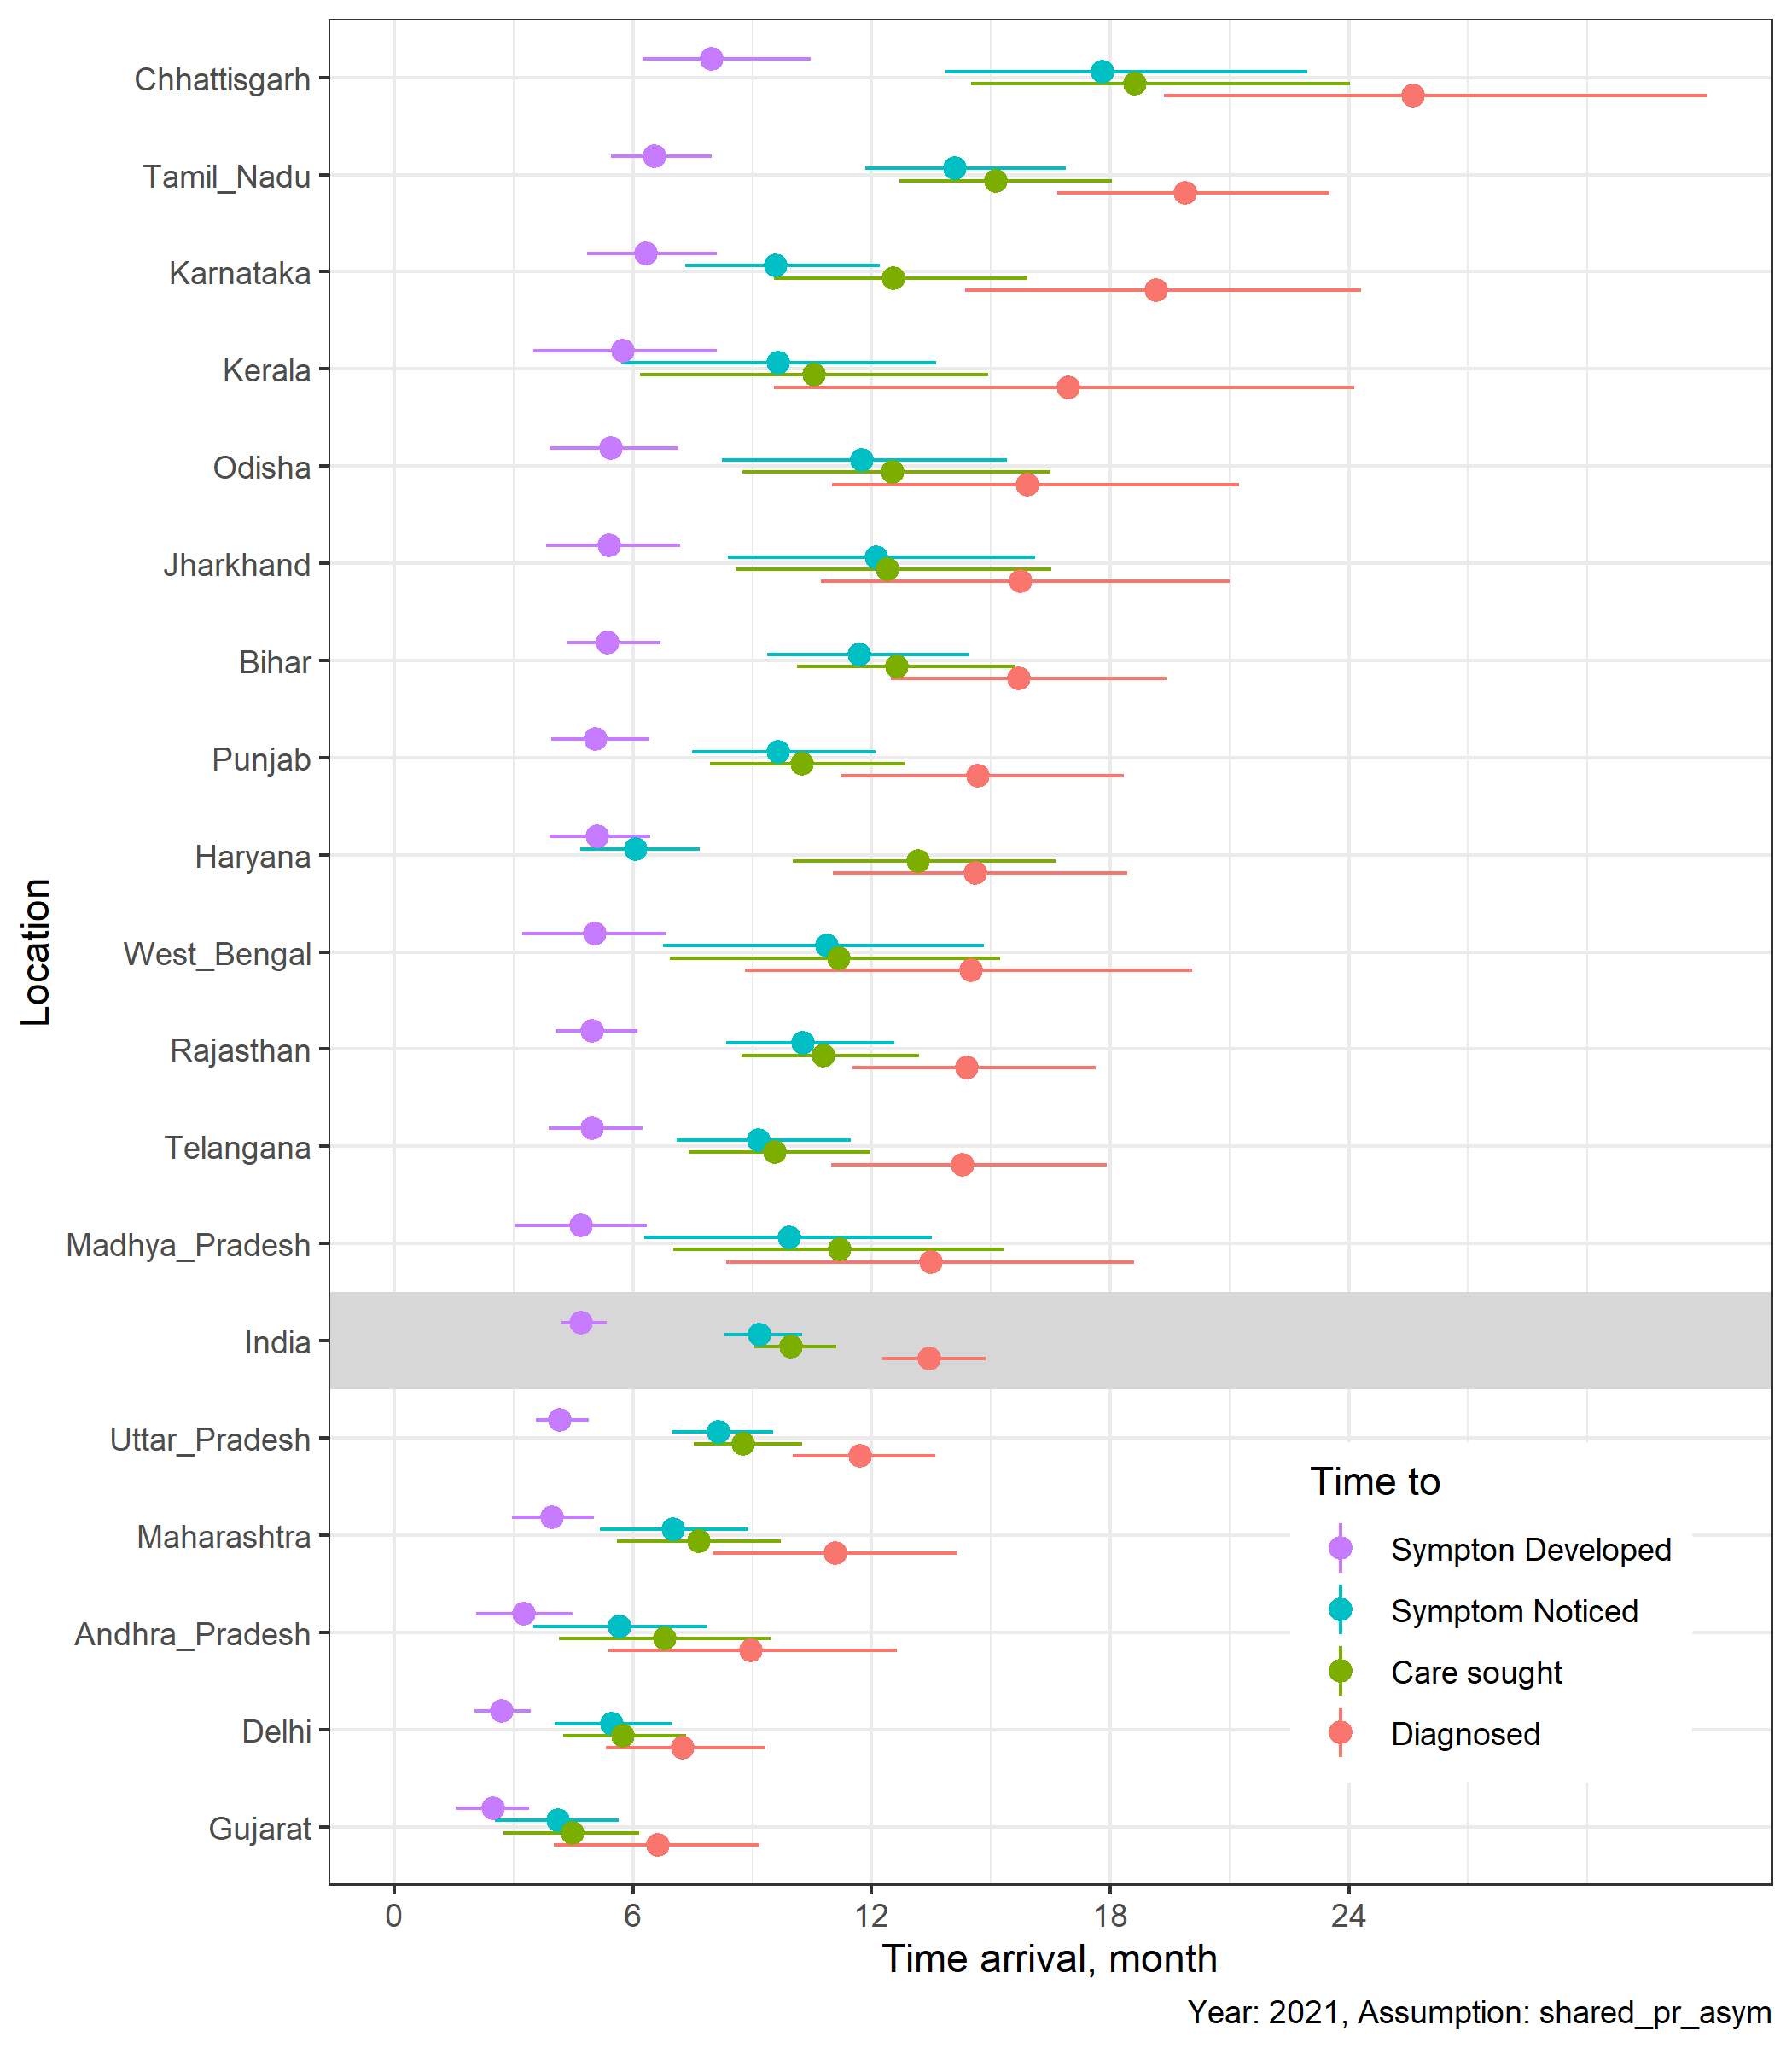 Location
Chhattisgarh
Tamil_Nadu
Karnataka
Kerala
Odisha
Jharkhand
Bihar
Punjab
Haryana
West_Bengal
Rajasthan
Telangana
Madhya_Pradesh
India
Uttar_Pradesh
Maharashtra
Andhra_Pradesh
Delhi
Gujarat
Time to
Sympton Developed
Symptom Noticed
Care sought
Diagnosed
0 6 12 18 24
Time arrival, month
Year: 2021, Assumption: shared_pr_asym